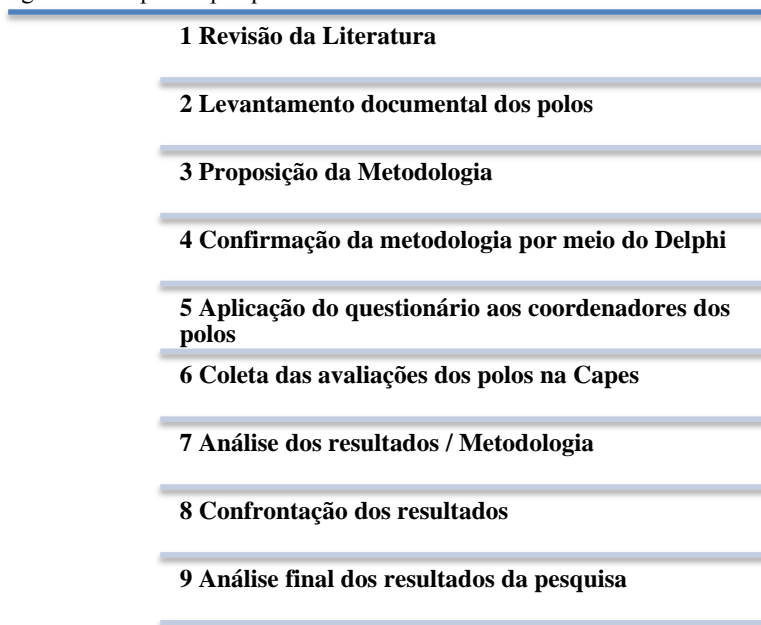 1 Revisão da Literatura
2 Levantamento documental dos polos
3 Proposição da Metodologia
4 Confirmação da metodologia por meio do Delphi
5 Aplicação do questionário aos coordenadores dos
polos
6 Coleta das avaliações dos polos na Capes
7 Análise dos resultados / Metodologia
8 Confrontação dos resultados
9 Análise final dos resultados da pesquisa